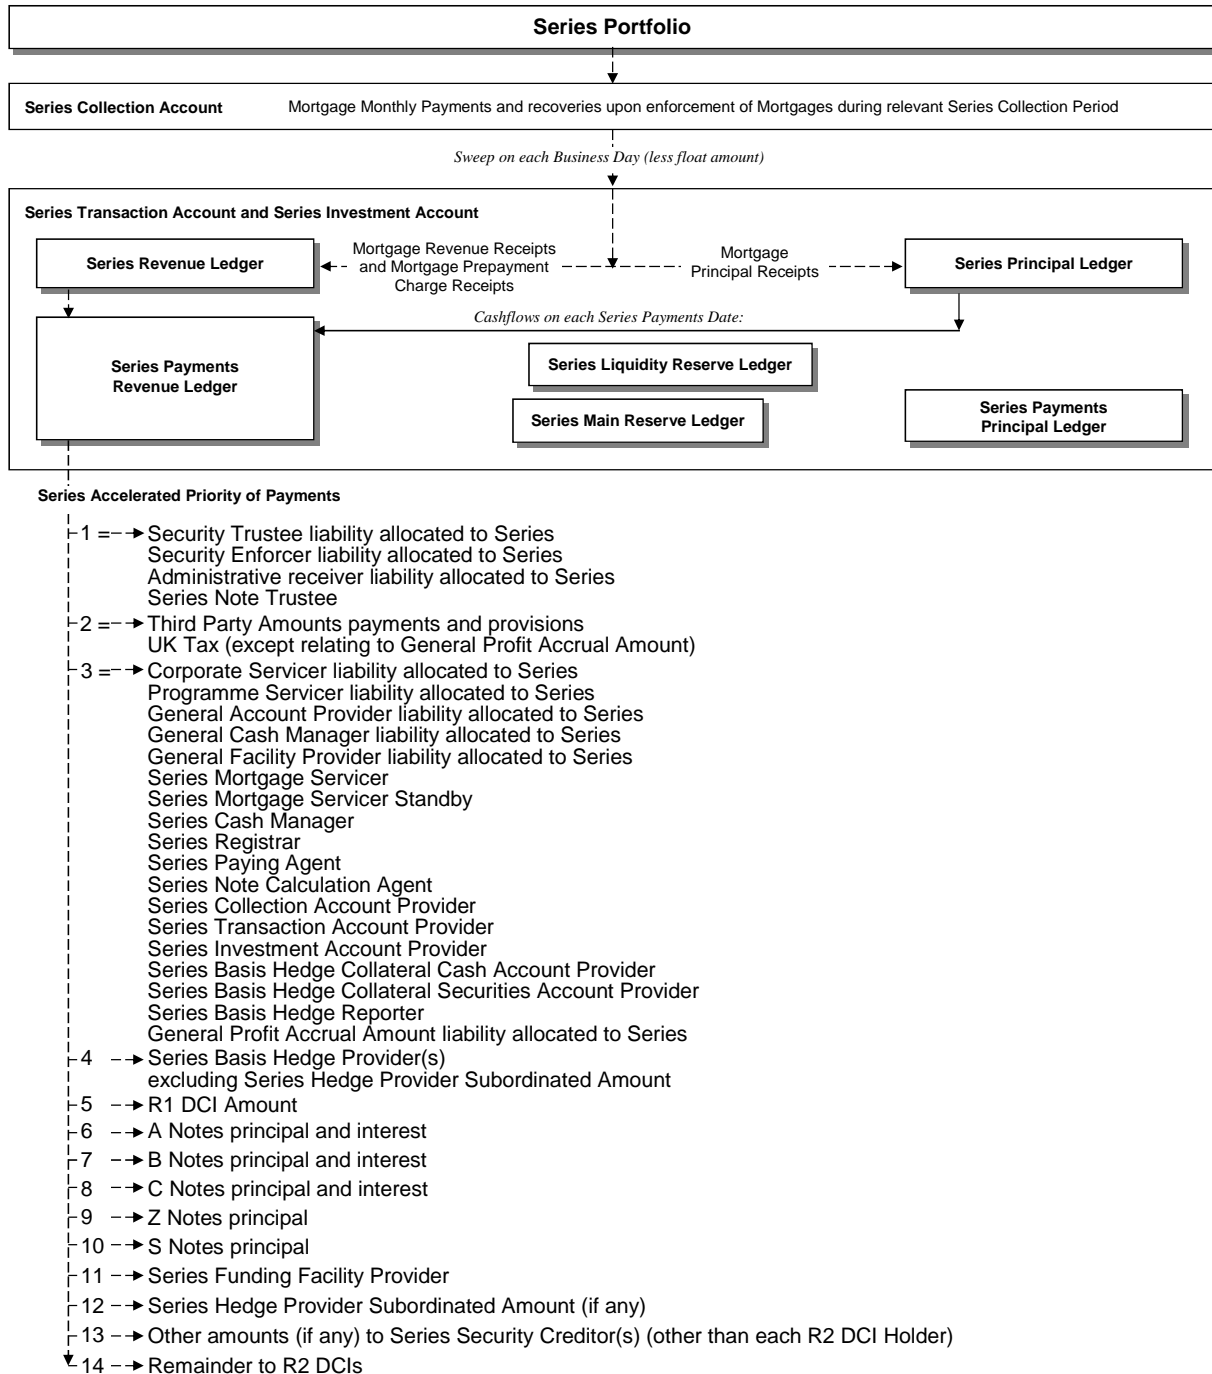 Series Portfolio
Series Collection Account
Mortgage Monthly Payments and recoveries upon enforcement of Mortgages during relevant Series Collection Period
Sweep on each Business Day (less float amount)
Series Transaction Account and Series Investment Account
Series Revenue Ledger
Mortgage Revenue Receipts
and Mortgage Prepayment
Charge Receipts
Mortgage
Principal Receipts
Series Principal Ledger
Cashflows on each Series Payments Date:
Series Payments
Revenue Ledger
Series Liquidity Reserve Ledger
Series Main Reserve Ledger
Series Payments
Principal Ledger
Series Accelerated Priority of Payments
1 = Security Trustee liability allocated to Series
Security Enforcer liability allocated to Series
Administrative receiver liability allocated to Series
Series Note Trustee
2 = Third Party Amounts payments and provisions
UK Tax (except relating to General Profit Accrual Amount)
3 = Corporate Servicer liability allocated to Series
Programme Servicer liability allocated to Series
General Account Provider liability allocated to Series
General Cash Manager liability allocated to Series
General Facility Provider liability allocated to Series
Series Mortgage Servicer
Series Mortgage Servicer Standby
Series Cash Manager
Series Registrar
Series Paying Agent
Series Note Calculation Agent
Series Collection Account Provider
Series Transaction Account Provider
Series Investment Account Provider
Series Basis Hedge Collateral Cash Account Provider
Series Basis Hedge Collateral Securities Account Provider
Series Basis Hedge Reporter
General Profit Accrual Amount liability allocated to Series
4 Series Basis Hedge Provider(s)
excluding Series Hedge Provider Subordinated Amount
5 R1 DCI Amount
6 A Notes principal and interest
7 B Notes principal and interest
8 C Notes principal and interest
9 Z Notes principal
10 S Notes principal
11 Series Funding Facility Provider
12 Series Hedge Provider Subordinated Amount (if any)
13 Other amounts (if any) to Series Security Creditor(s) (other than each R2 DCI Holder)
14 Remainder to R2 DCIs